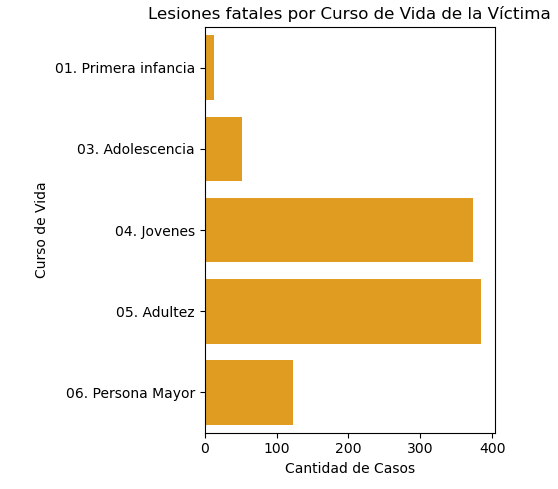 Lesiones fatales por Curso de Vida de la Víctima
01. Primera infancia
03. Adolescencia
04. Jovenes
05. Adultez
06. Persona Mayor
Curso de Vida
0 100 200 300 400
Cantidad de Casos